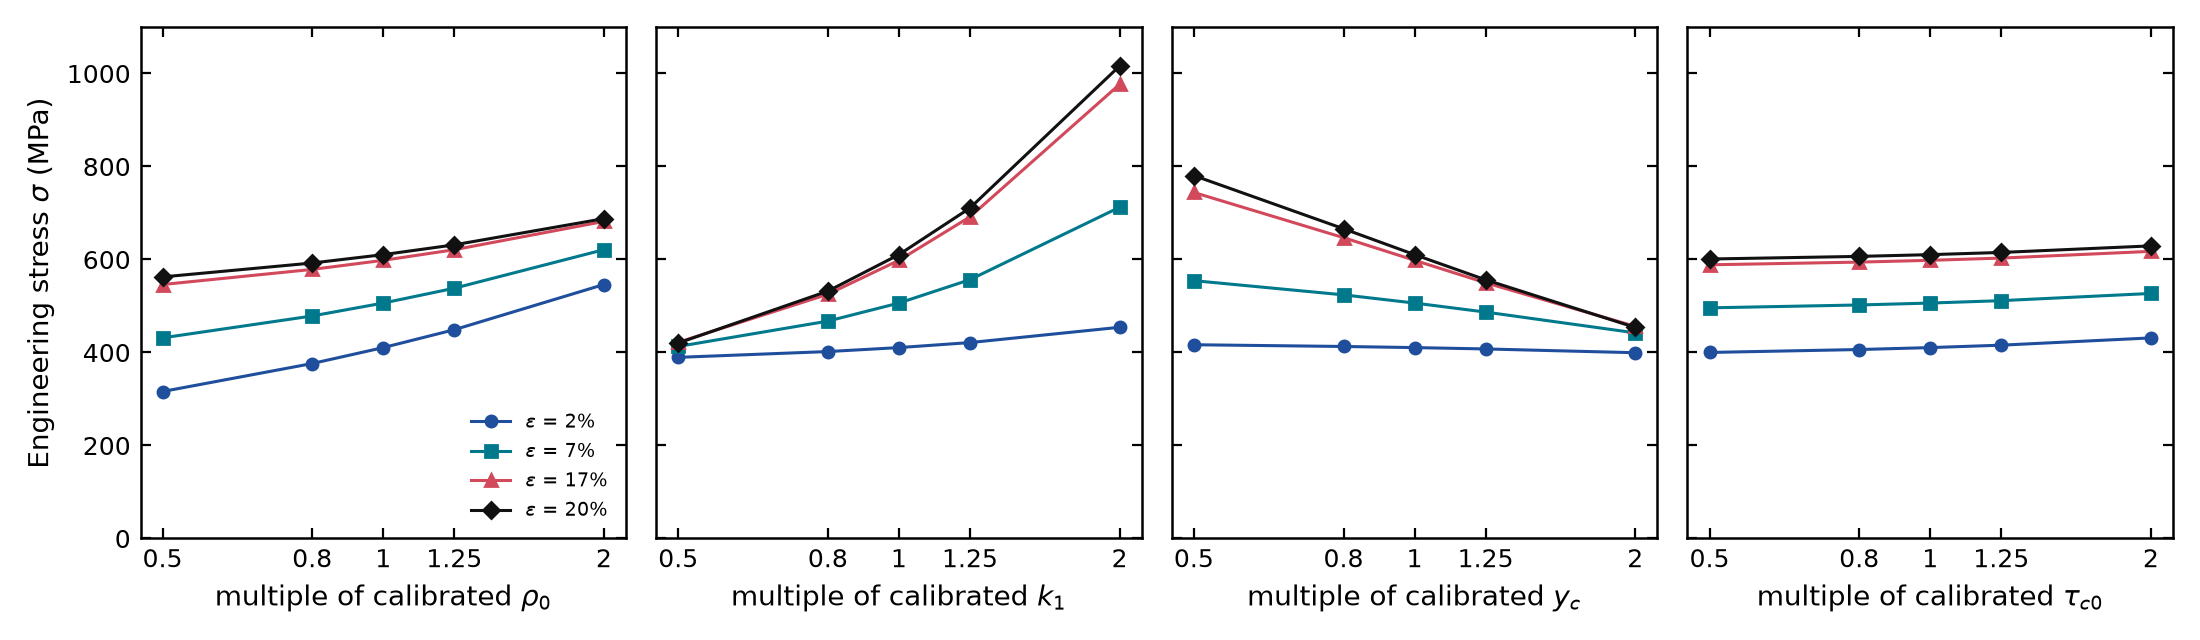 Engineering stress σ (MPa)
1000
800
600
400
200
0
ε = 2%
ε = 7%
ε = 17%
ε = 20%
0.5 0.8 1 1.25 2
multiple of calibrated ρ₀
0.5 0.8 1 1.25 2
multiple of calibrated k₁
0.5 0.8 1 1.25 2
multiple of calibrated y_c
0.5 0.8 1 1.25 2
multiple of calibrated τ_c0